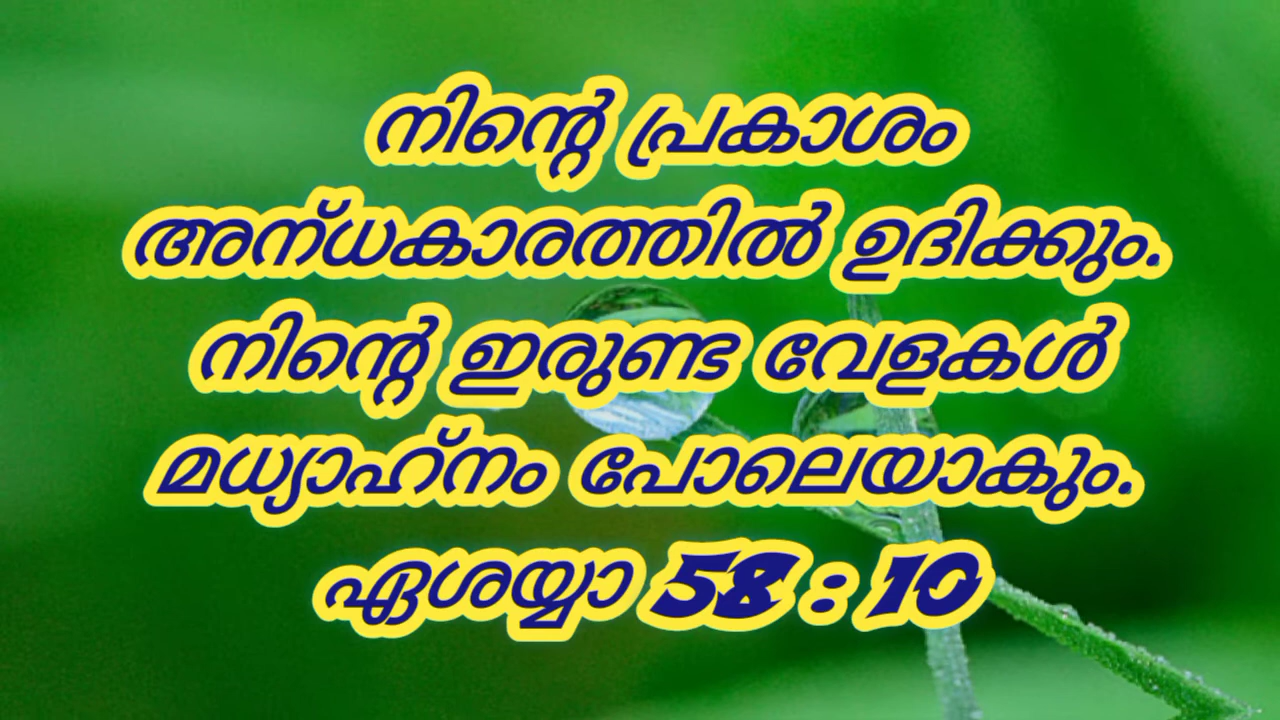 നിന്റെ പ്രകാശം
അന്ധകാരത്തിൽ ഉദിക്കും.
നിന്റെ ഇരുണ്ട വേളകൾ
മധ്യാഹ്നം പോലെയാകും.
ഏശയ്യാ 58 : 10